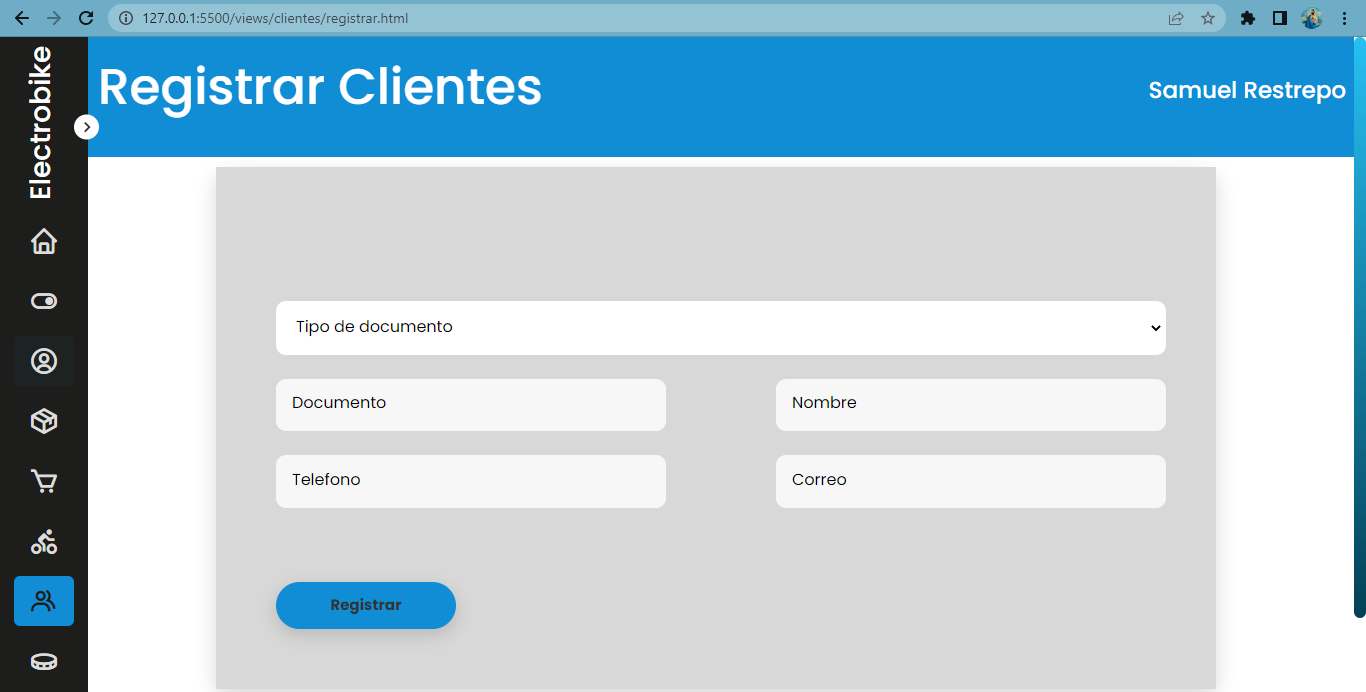 127.0.0.1:5500/views/clientes/registrar.html
Electrobike
Registrar Clientes
Samuel Restrepo
Tipo de documento
Documento
Nombre
Telefono
Correo
Registrar